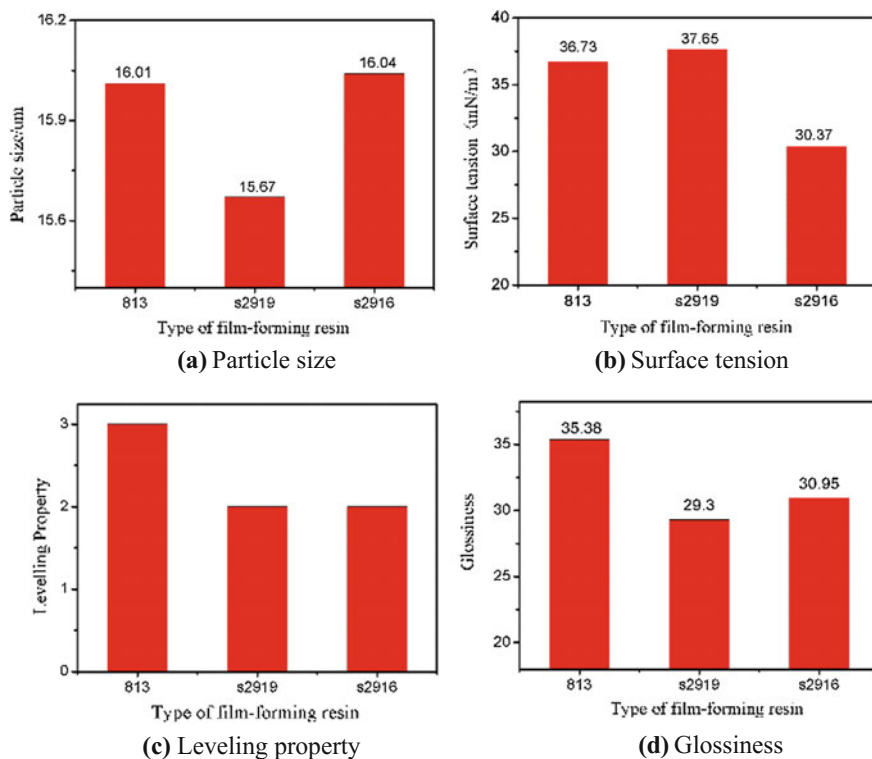 16.2
15.9
15.6
Particle size/um
16.01
15.67
16.04
813
s2919
s2916
Type of film-forming resin
(a) Particle size
40
35
30
25
20
Surface tension (mN/m)
36.73
37.65
30.37
813
s2919
s2916
Type of film-forming resin
(b) Surface tension
3
2
1
0
Levelling Property
813
s2919
s2916
Type of film-forming resin
(c) Leveling property
35
30
25
20
Glossiness
35.38
29.3
30.95
813
s2919
s2916
Type of film-forming resin
(d) Glossiness